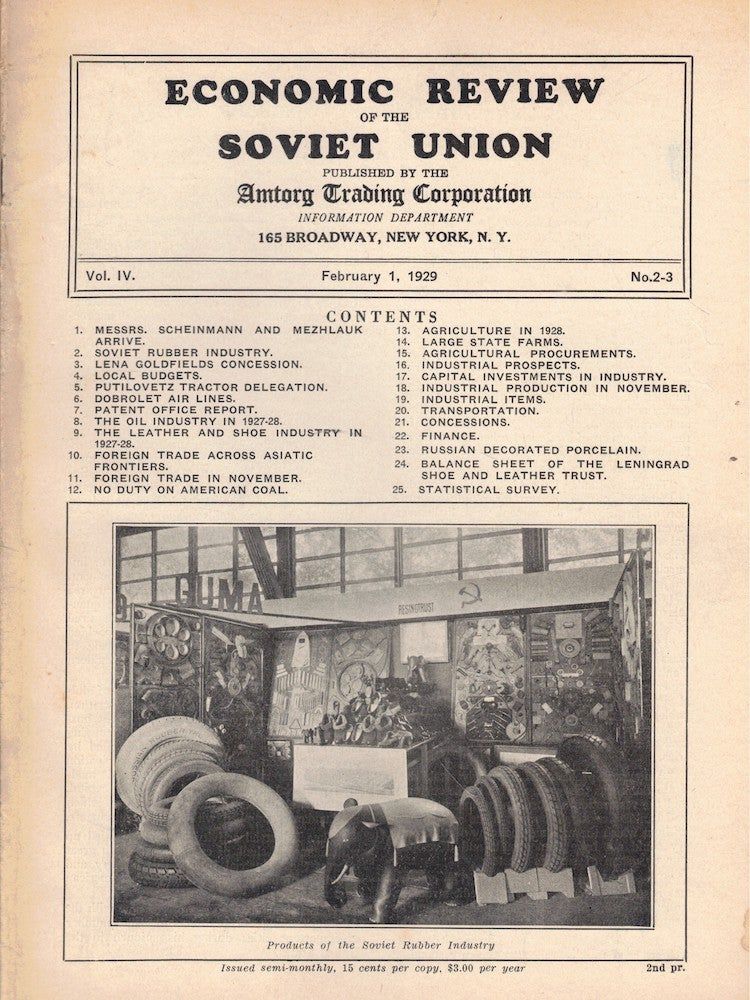 ECONOMIC REVIEW
OF THE
SOVIET UNION
PUBLISHED BY THE
Amtorg Trading Corporation
INFORMATION DEPARTMENT
165 BROADWAY, NEW YORK, N. Y.
Vol. IV. February 1, 1929 No.2-3
CONTENTS
1. MESSRS. SCHEINMANN AND MEZHLAUK
ARRIVE.
2. SOVIET RUBBER INDUSTRY.
3. LENA GOLDFIELDS CONCESSION.
4. LOCAL BUDGETS.
5. PUTILOVETZ TRACTOR DELEGATION.
6. DOBROLET AIR LINES.
7. PATENT OFFICE REPORT.
8. THE OIL INDUSTRY IN 1927-28.
9. THE LEATHER AND SHOE INDUSTRY IN
1927-28.
10. FOREIGN TRADE ACROSS ASIATIC
FRONTIERS.
11. FOREIGN TRADE IN NOVEMBER.
12. NO DUTY ON AMERICAN COAL.
13. AGRICULTURE IN 1928.
14. LARGE STATE FARMS.
15. AGRICULTURAL PROCUREMENTS.
16. INDUSTRIAL PROSPECTS.
17. CAPITAL INVESTMENTS IN INDUSTRY.
18. INDUSTRIAL PRODUCTION IN NOVEMBER.
19. INDUSTRIAL ITEMS.
20. TRANSPORTATION.
21. CONCESSIONS.
22. FINANCE.
23. RUSSIAN DECORATED PORCELAIN.
24. BALANCE SHEET OF THE LENINGRAD
SHOE AND LEATHER TRUST.
25. STATISTICAL SURVEY.
GUMA
RESINOTRUST
Products of the Soviet Rubber Industry
Issued semi-monthly, 15 cents per copy, $3.00 per year 2nd pr.